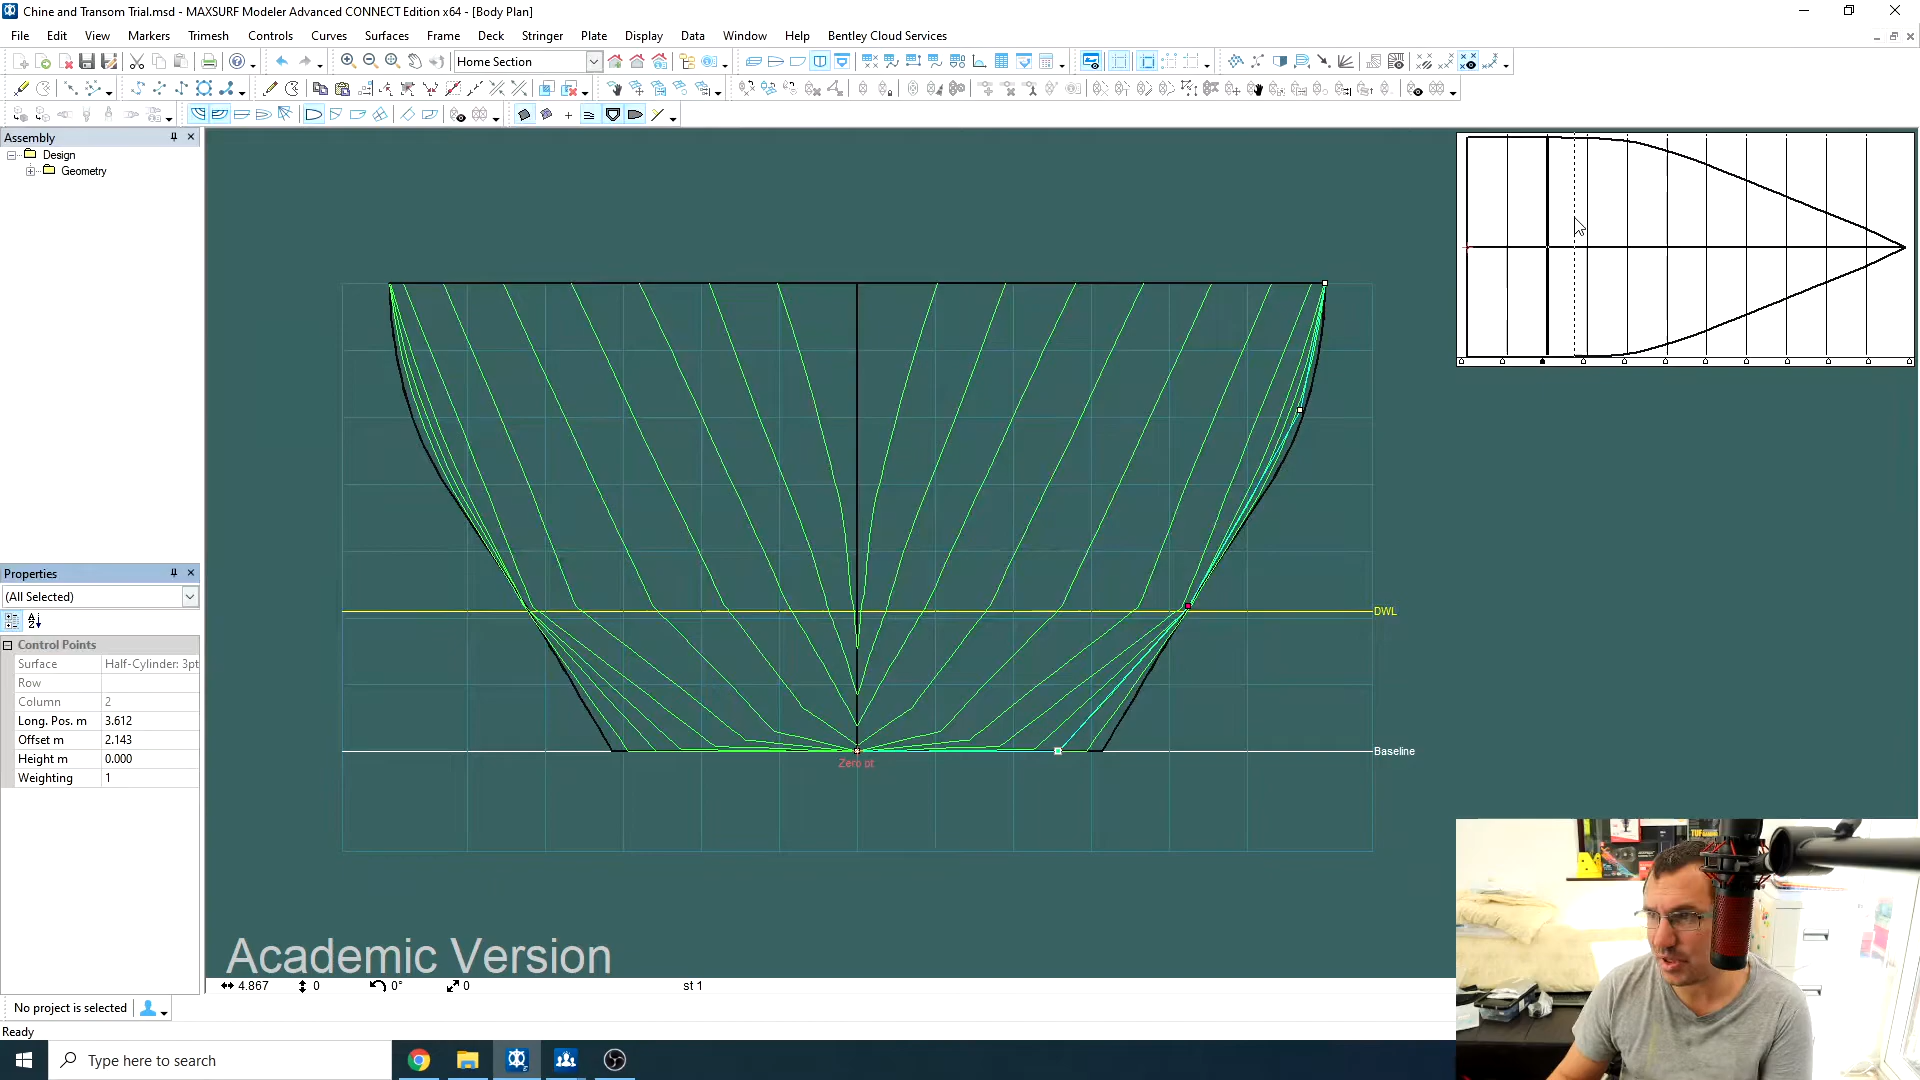 Chine and Transom Trial.msd - MAXSURF Modeler Advanced CONNECT Edition x64 - [Body Plan]
File Edit View Markers Trimesh Controls Curves Surfaces Frame Deck Stringer Plate Display Data Window Help Bentley Cloud Services
Home Section
Assembly
Design
Geometry
DWL
Baseline
Zero pt
Properties
(All Selected)
Control Points
Surface Half-Cylinder: 3pt
Row
Column 2
Long. Pos. m 3.612
Offset m 2.143
Height m 0.000
Weighting 1
Academic Version
4.867 0 0° 0 st 1
No project is selected
Ready
Type here to search